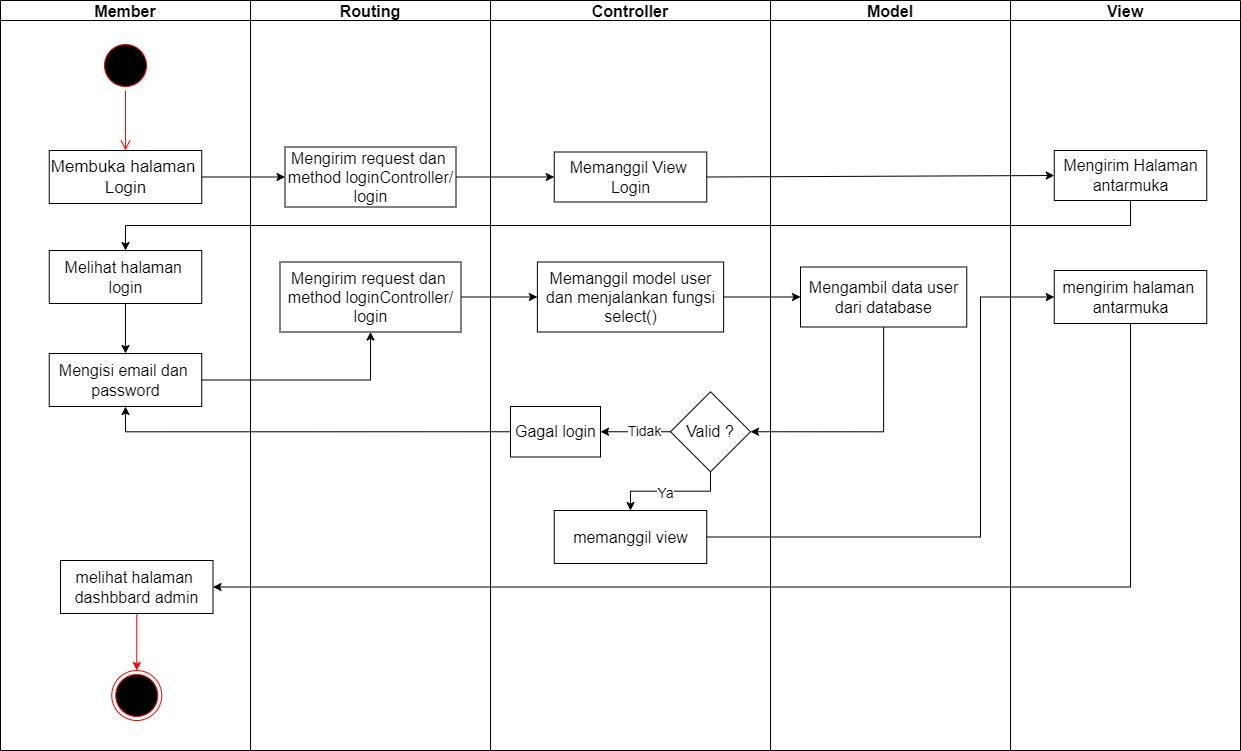 Member
Routing
Controller
Model
View
Membuka halaman
Login
Mengirim request dan
method loginController/
login
Memanggil View
Login
Mengirim Halaman
antarmuka
Melihat halaman
login
Mengirim request dan
method loginController/
login
Memanggil model user
dan menjalankan fungsi
select()
Mengambil data user
dari database
mengirim halaman
antarmuka
Mengisi email dan
password
Gagal login
Tidak
Valid ?
Ya
memanggil view
melihat halaman
dashbbard admin